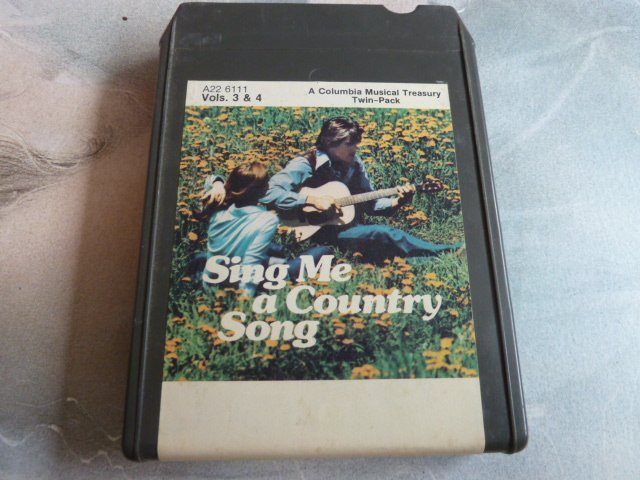 A22 6111
Vols. 3 & 4
A Columbia Musical Treasury
Twin-Pack
Sing Me
a Country
Song